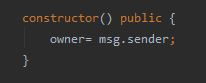 constructor() public {
owner= msg.sender;
}